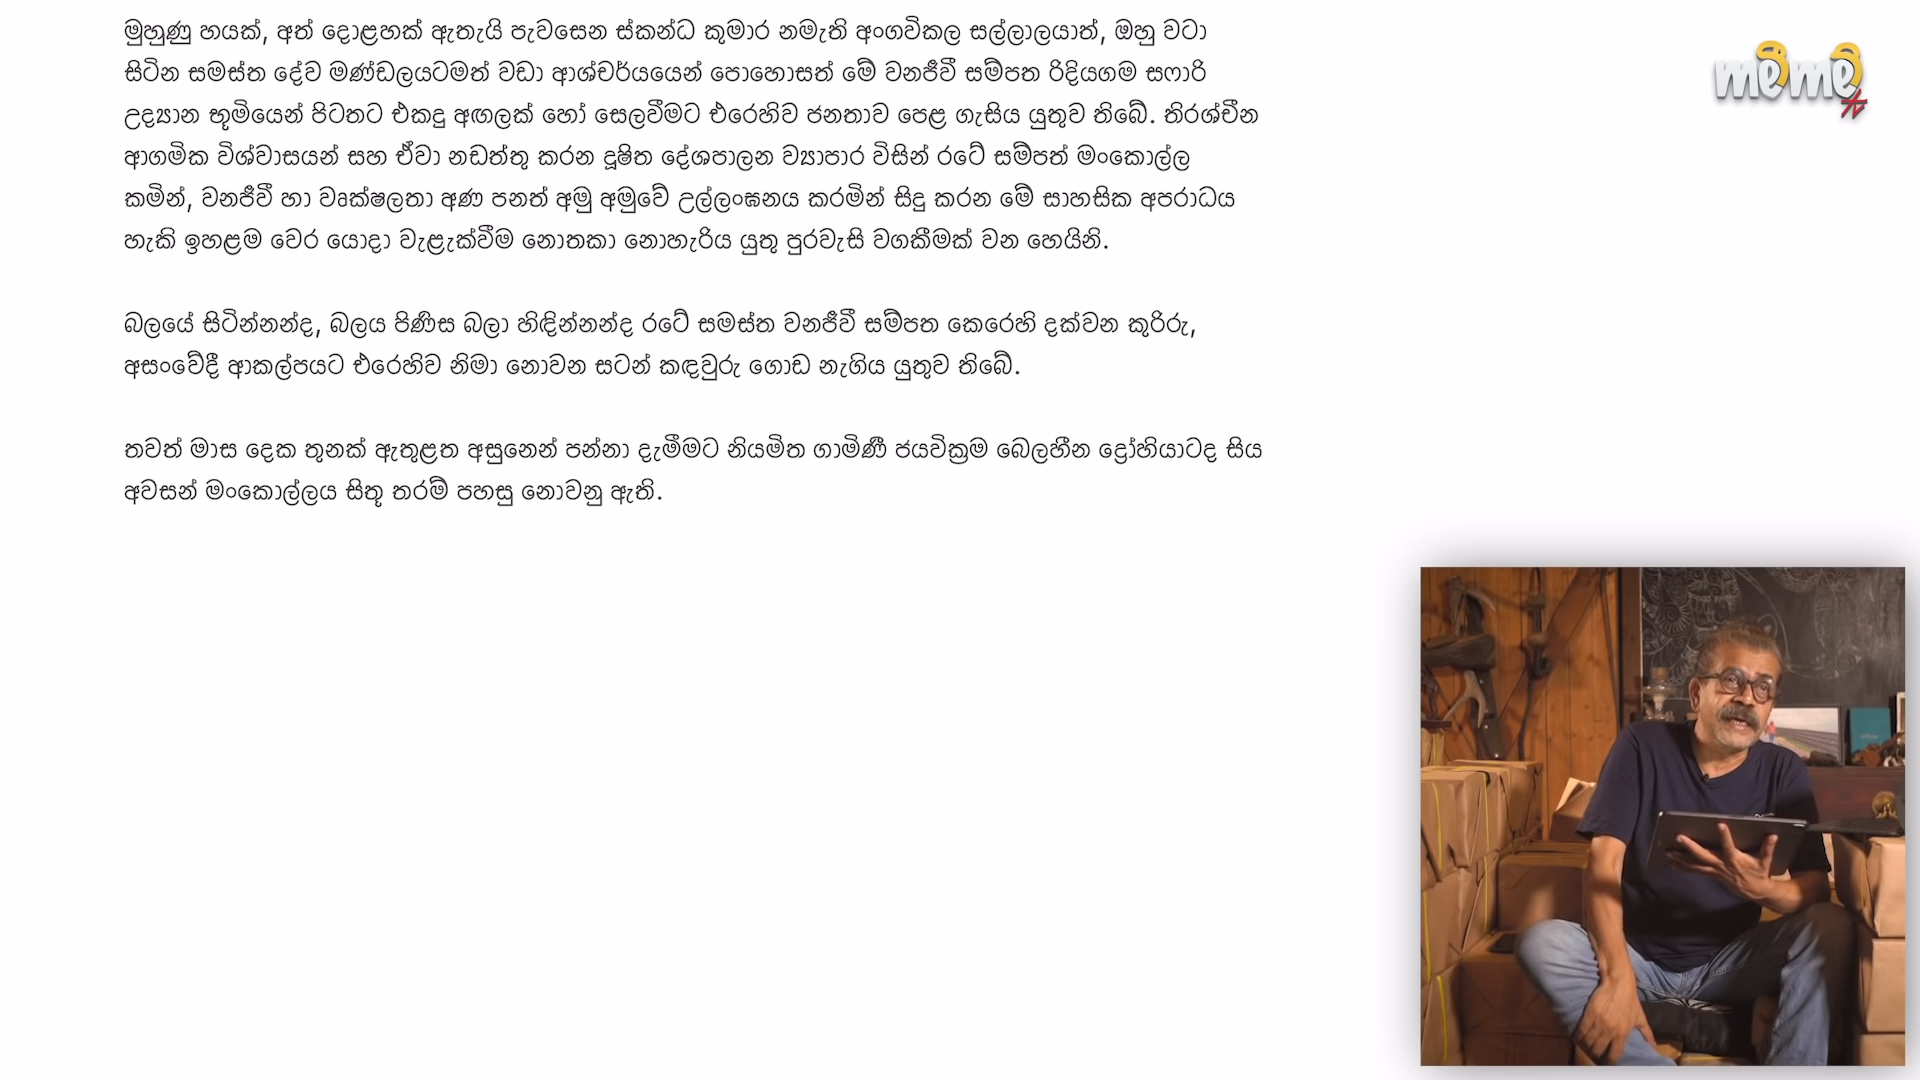 මුහුණු හයක්, අත් දොළහක් ඇතැයි පැවසෙන ස්කන්ධ කුමාර නමැති අංගවිකල සල්ලාලයාත්, ඔහු වටා
සිටින සමස්ත දේව මණ්ඩලයටමත් වඩා ආශ්චර්යයෙන් පොහොසත් මේ වනජීවී සම්පත රිදියගම සෆාරි
උද්‍යාන භූමියෙන් පිටතට එකදු අඟලක් හෝ සෙලවීමට එරෙහිව ජනතාව පෙළ ගැසිය යුතුව තිබේ. තිරශ්චීන
ආගමික විශ්වාසයන් සහ ඒවා නඩත්තු කරන දූෂිත දේශපාලන ව්‍යාපාර විසින් රටේ සම්පත් මංකොල්ල
කමින්, වනජීවී හා වෘක්ෂලතා අණ පනත් අමු අමුවේ උල්ලංඝනය කරමින් සිදු කරන මේ සාහසික අපරාධය
හැකි ඉහළම වෙර යොදා වැළැක්වීම නොතකා නොහැරිය යුතු පුරවැසි වගකීමක් වන හෙයිනි.
බලයේ සිටින්නන්ද, බලය පිණිස බලා හිඳින්නන්ද රටේ සමස්ත වනජීවී සම්පත කෙරෙහි දක්වන කුරිරු,
අසංවේදී ආකල්පයට එරෙහිව නිමා නොවන සටන් කඳවුරු ගොඩ නැගිය යුතුව තිබේ.
තවත් මාස දෙක තුනක් ඇතුළත අසුනෙන් පන්නා දැමීමට නියමිත ගාමිණී ජයවික්‍රම බෙලහීන ද්‍රෝහියාටද සිය
අවසන් මංකොල්ලය සිතූ තරම් පහසු නොවනු ඇති.